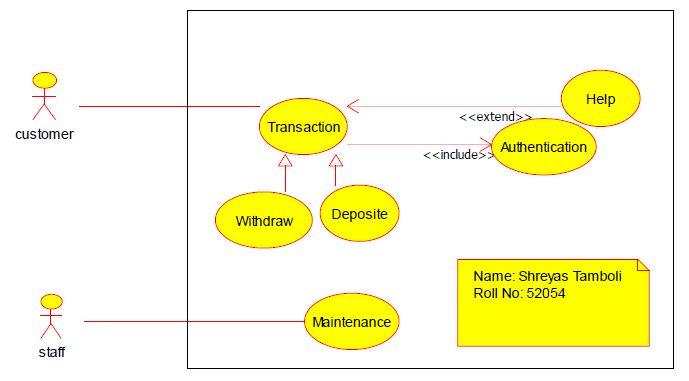 Help
<<extend>>
customer
Transaction
Authentication
<<include>>
Withdraw
Deposite
Name: Shreyas Tamboli
Roll No: 52054
Maintenance
staff